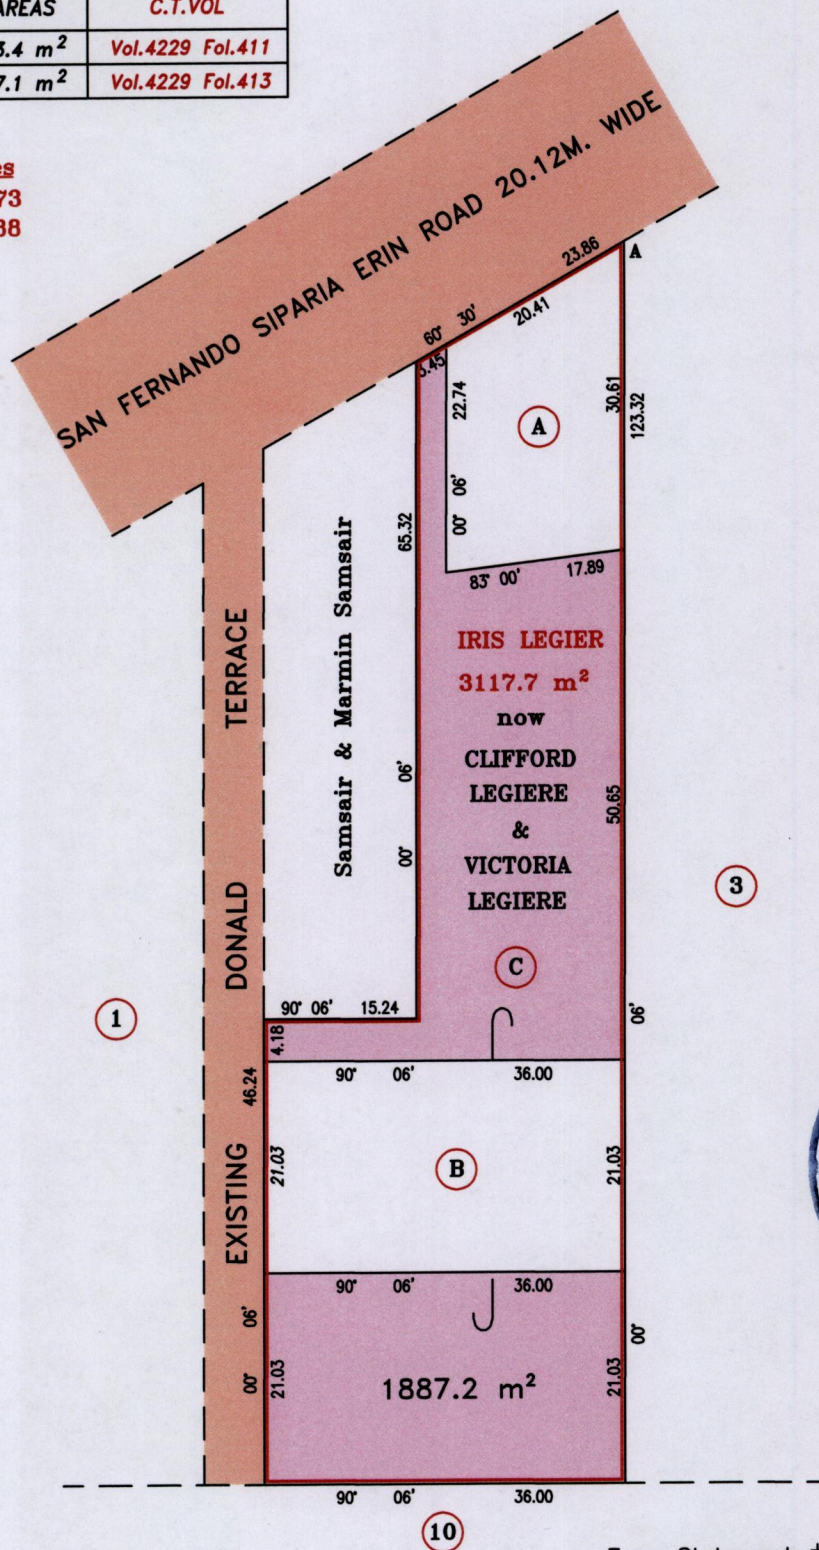 AREAS C.T.VOL
3.4 m² Vol.4229 Fol.411
7.1 m² Vol.4229 Fol.413
es
73
38
SAN FERNANDO SIPARIA ERIN ROAD 20.12M. WIDE
23.86
A
60° 30'
20.41
3.45
22.74
30.61
123.32
A
00° 06'
65.32
83° 00'
17.89
Samsair & Marmin Samsair
IRIS LEGIER
3117.7 m²
now
CLIFFORD
LEGIERE
&
VICTORIA
LEGIERE
00° 06'
50.65
3
C
1
EXISTING DONALD TERRACE
90° 06' 15.24
4.18
06'
90° 06' 36.00
46.24
21.03
B
21.03
90° 06' 36.00
00° 06'
00°
21.03
1887.2 m²
21.03
90° 06' 36.00
10